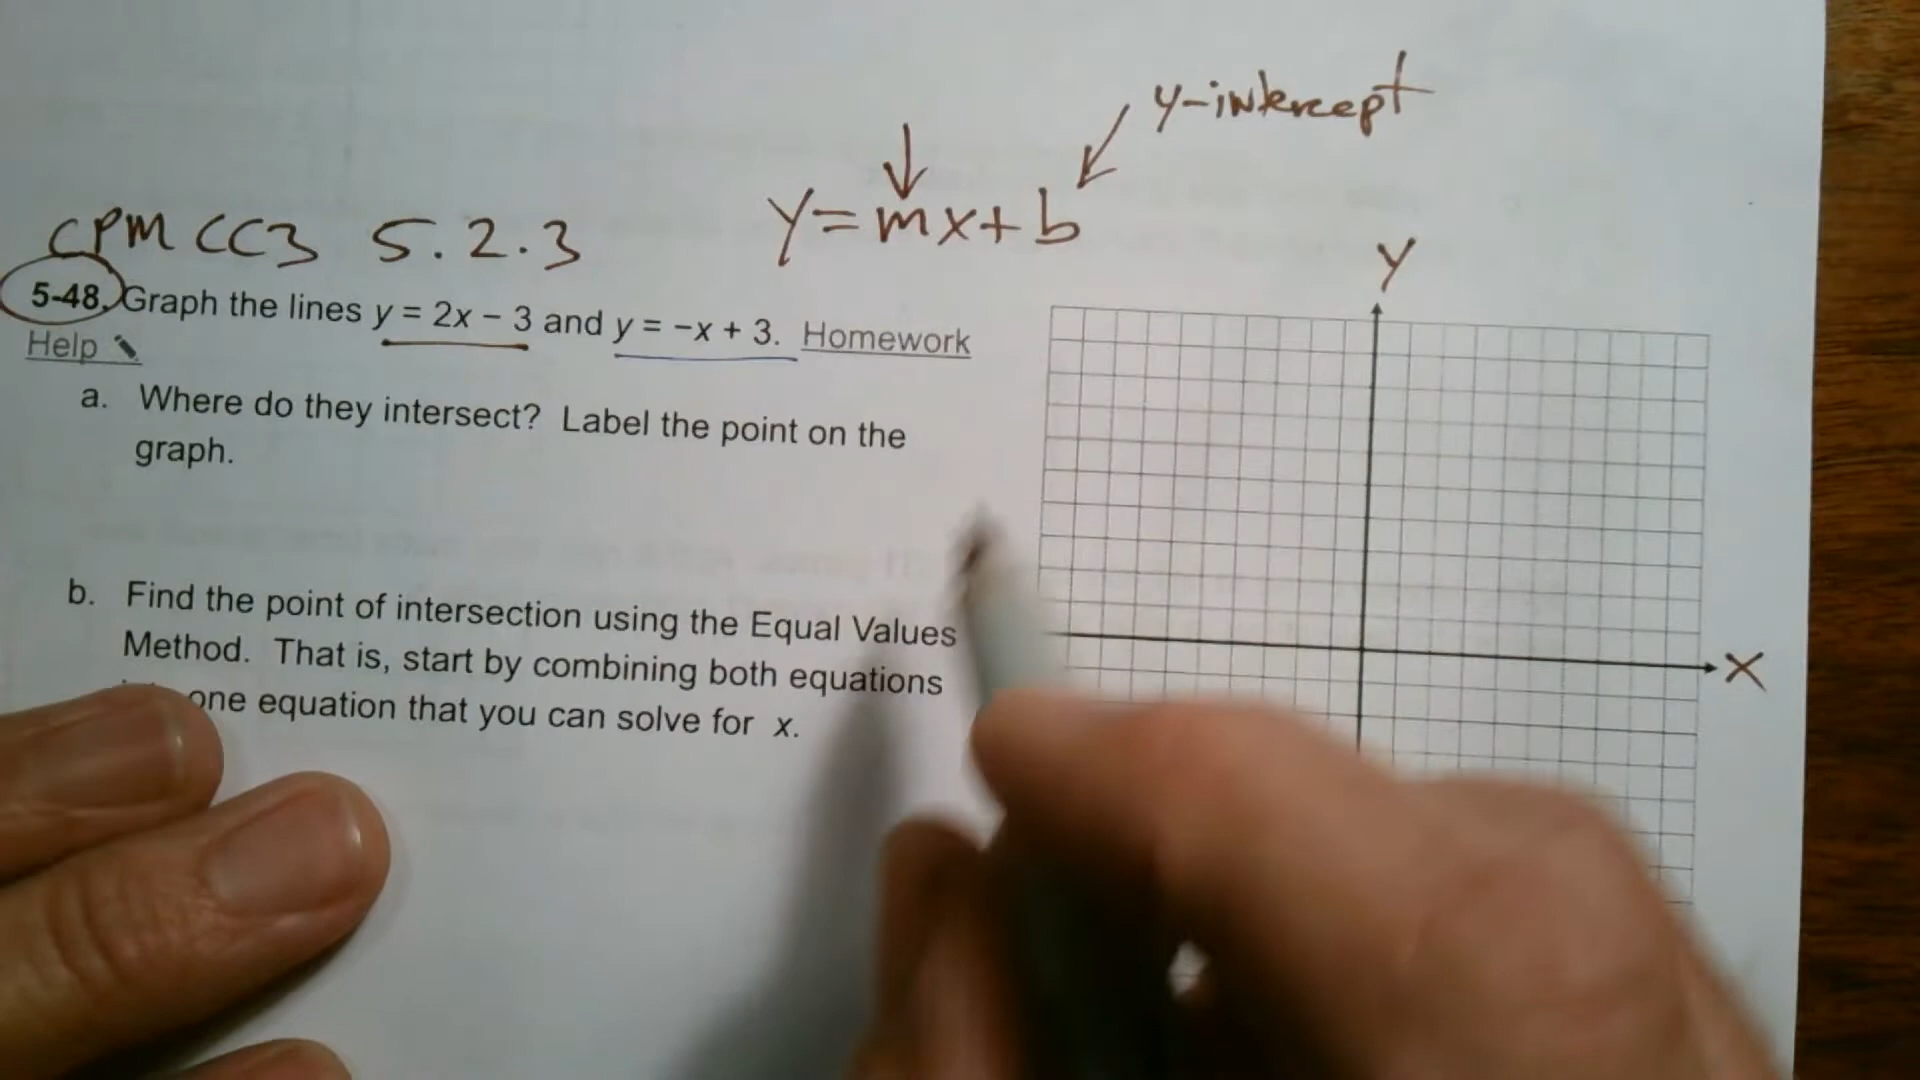 y-intercept
y=mx+b
CPM CC3 5.2.3
Y
5-48. Graph the lines y = 2x − 3 and y = −x + 3. Homework
Help
a. Where do they intersect? Label the point on the
graph.
b. Find the point of intersection using the Equal Values
Method. That is, start by combining both equations
one equation that you can solve for x.
X